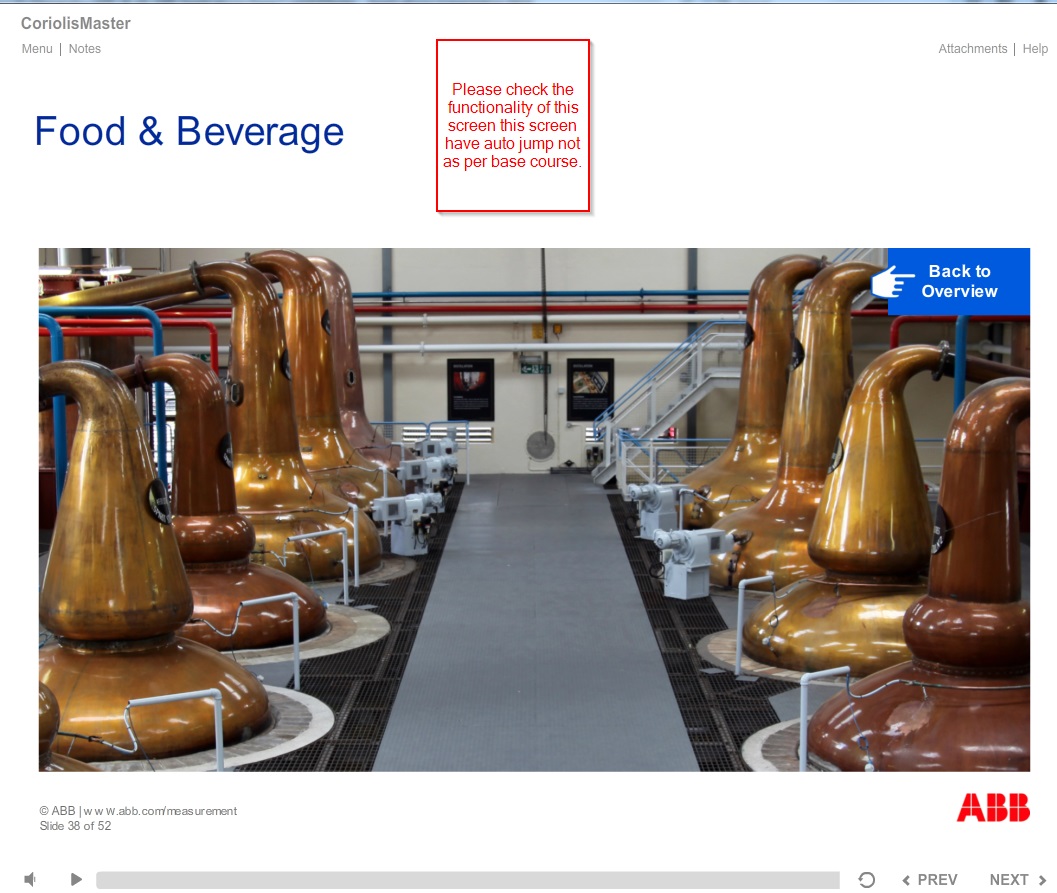 CoriolisMaster
Menu | Notes
Attachments | Help
Please check the
functionality of this
screen this screen
have auto jump not
as per base course.
Food & Beverage
Back to
Overview
© ABB | w w w.abb.com/measurement
Slide 38 of 52
ABB
PREV
NEXT